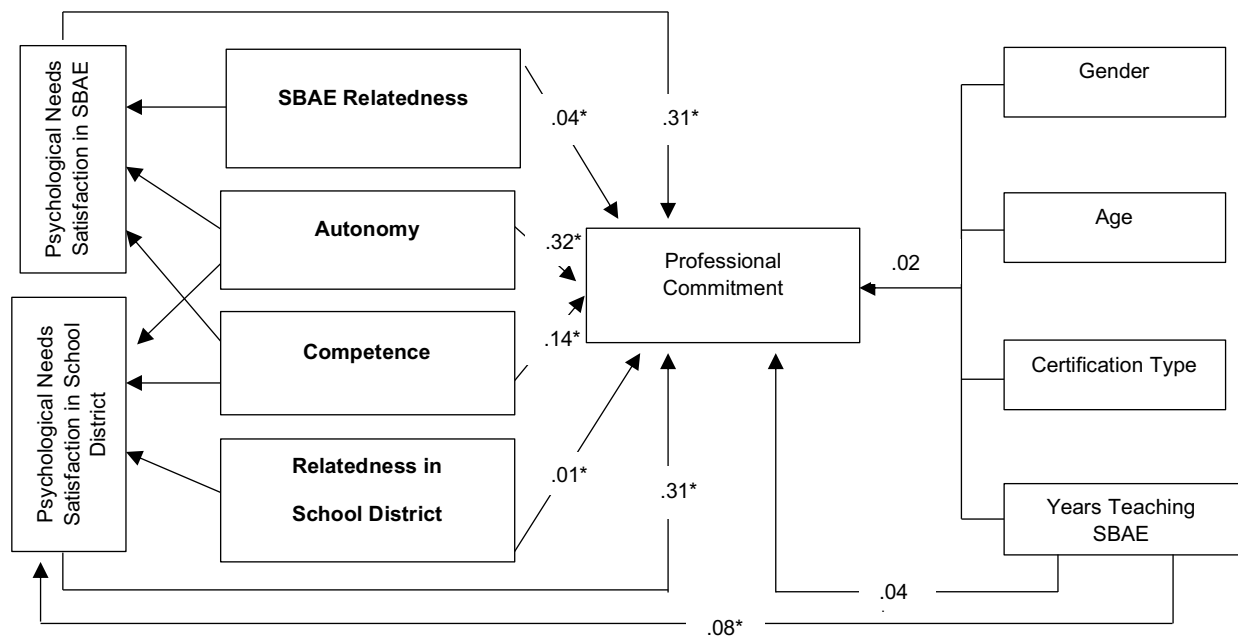 Psychological Needs
Satisfaction in SBAE
SBAE Relatedness
.04*
.31*
Gender
Autonomy
.32*
Professional
Commitment
.02
Age
Psychological Needs
Satisfaction in School
District
Competence
.14*
Certification Type
Relatedness in
School District
.01*
.31*
Years Teaching
SBAE
.04
.08*